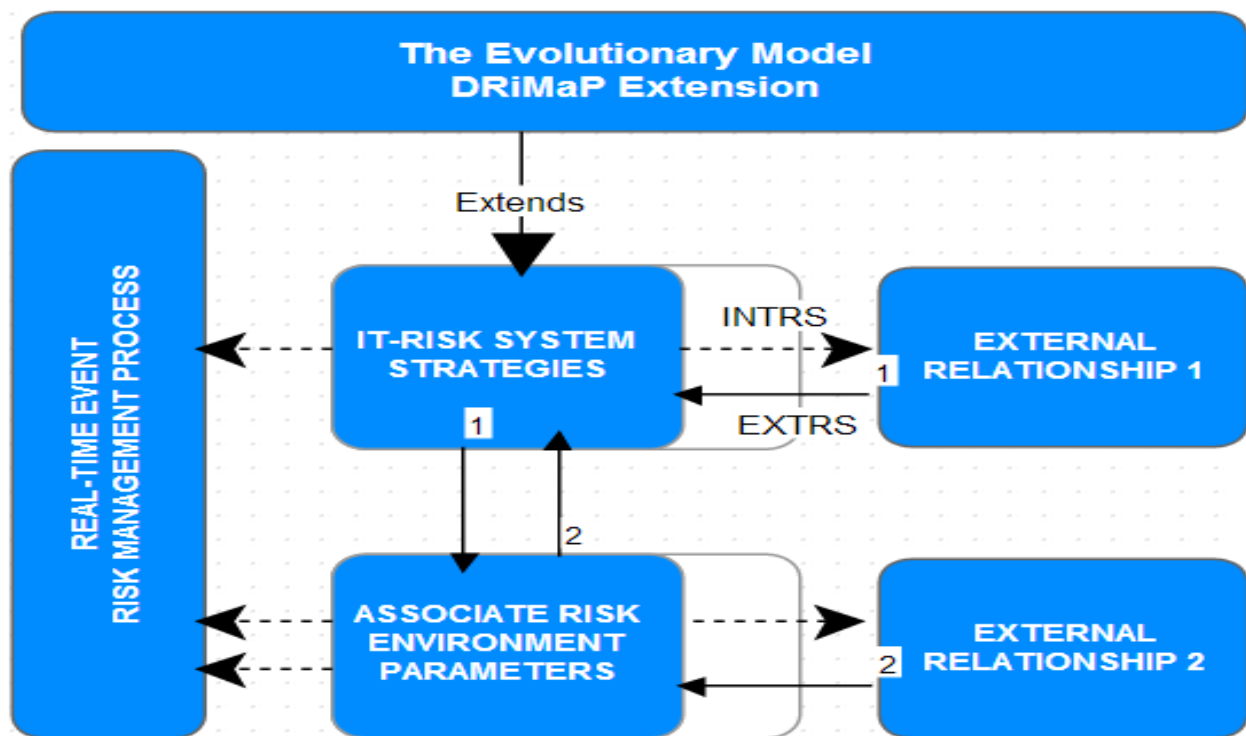 The Evolutionary Model
DRiMaP Extension
Extends
REAL-TIME EVENT
RISK MANAGEMENT PROCESS
IT-RISK SYSTEM
STRATEGIES
INTRS
EXTERNAL
RELATIONSHIP 1
1
EXTRS
1
2
ASSOCIATE RISK
ENVIRONMENT
PARAMETERS
EXTERNAL
RELATIONSHIP 2
2